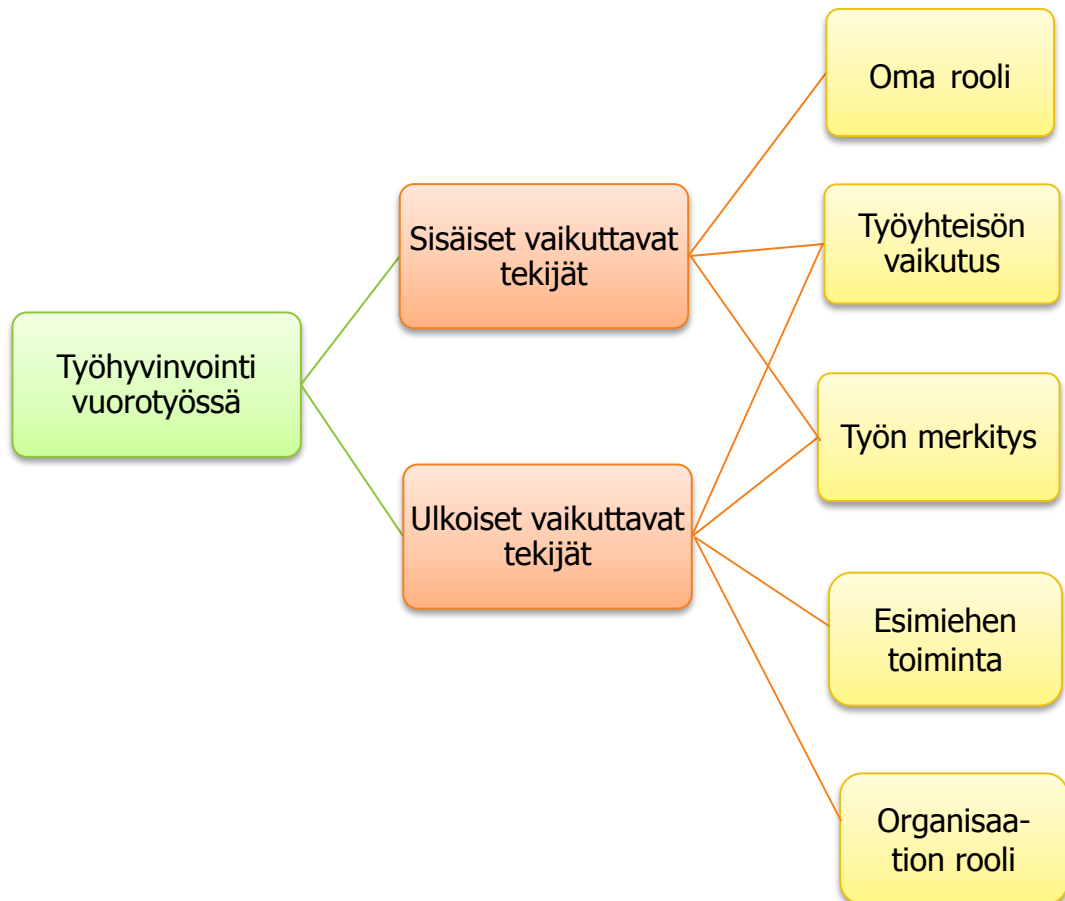 Oma rooli
Sisäiset vaikuttavat
tekijät
Työyhteisön
vaikutus
Työhyvinvointi
vuorotyössä
Työn merkitys
Ulkoiset vaikuttavat
tekijät
Esimiehen
toiminta
Organisaa-
tion rooli